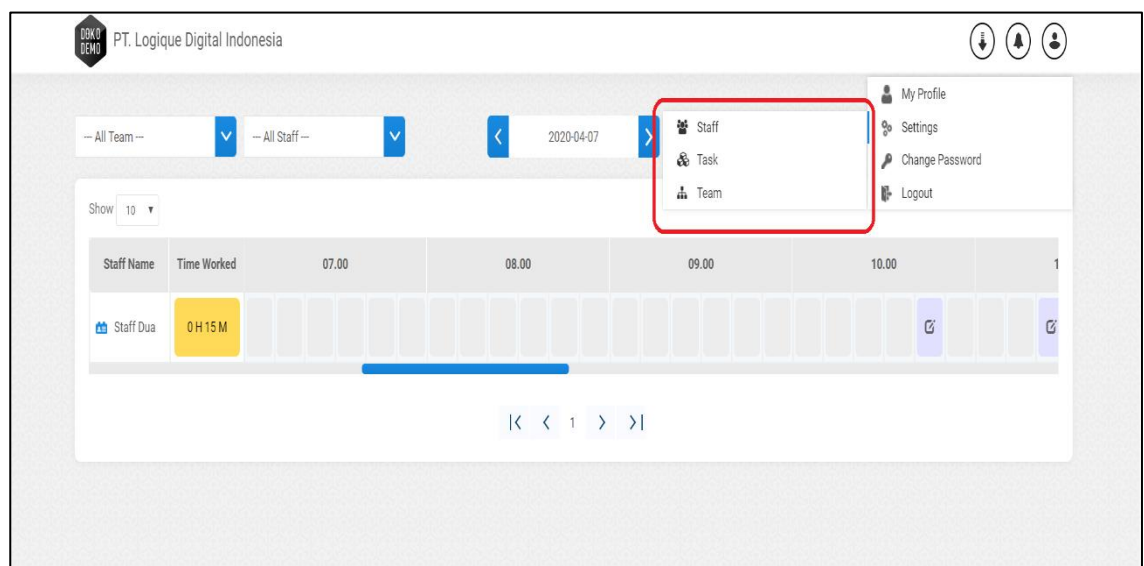 DOKO
DEMO
PT. Logique Digital Indonesia
My Profile
Settings
Change Password
Logout
Staff
Task
Team
--- All Team ---
--- All Staff ---
2020-04-07
Show 10
Staff Name Time Worked 07.00 08.00 09.00 10.00 1
Staff Dua 0 H 15 M
1